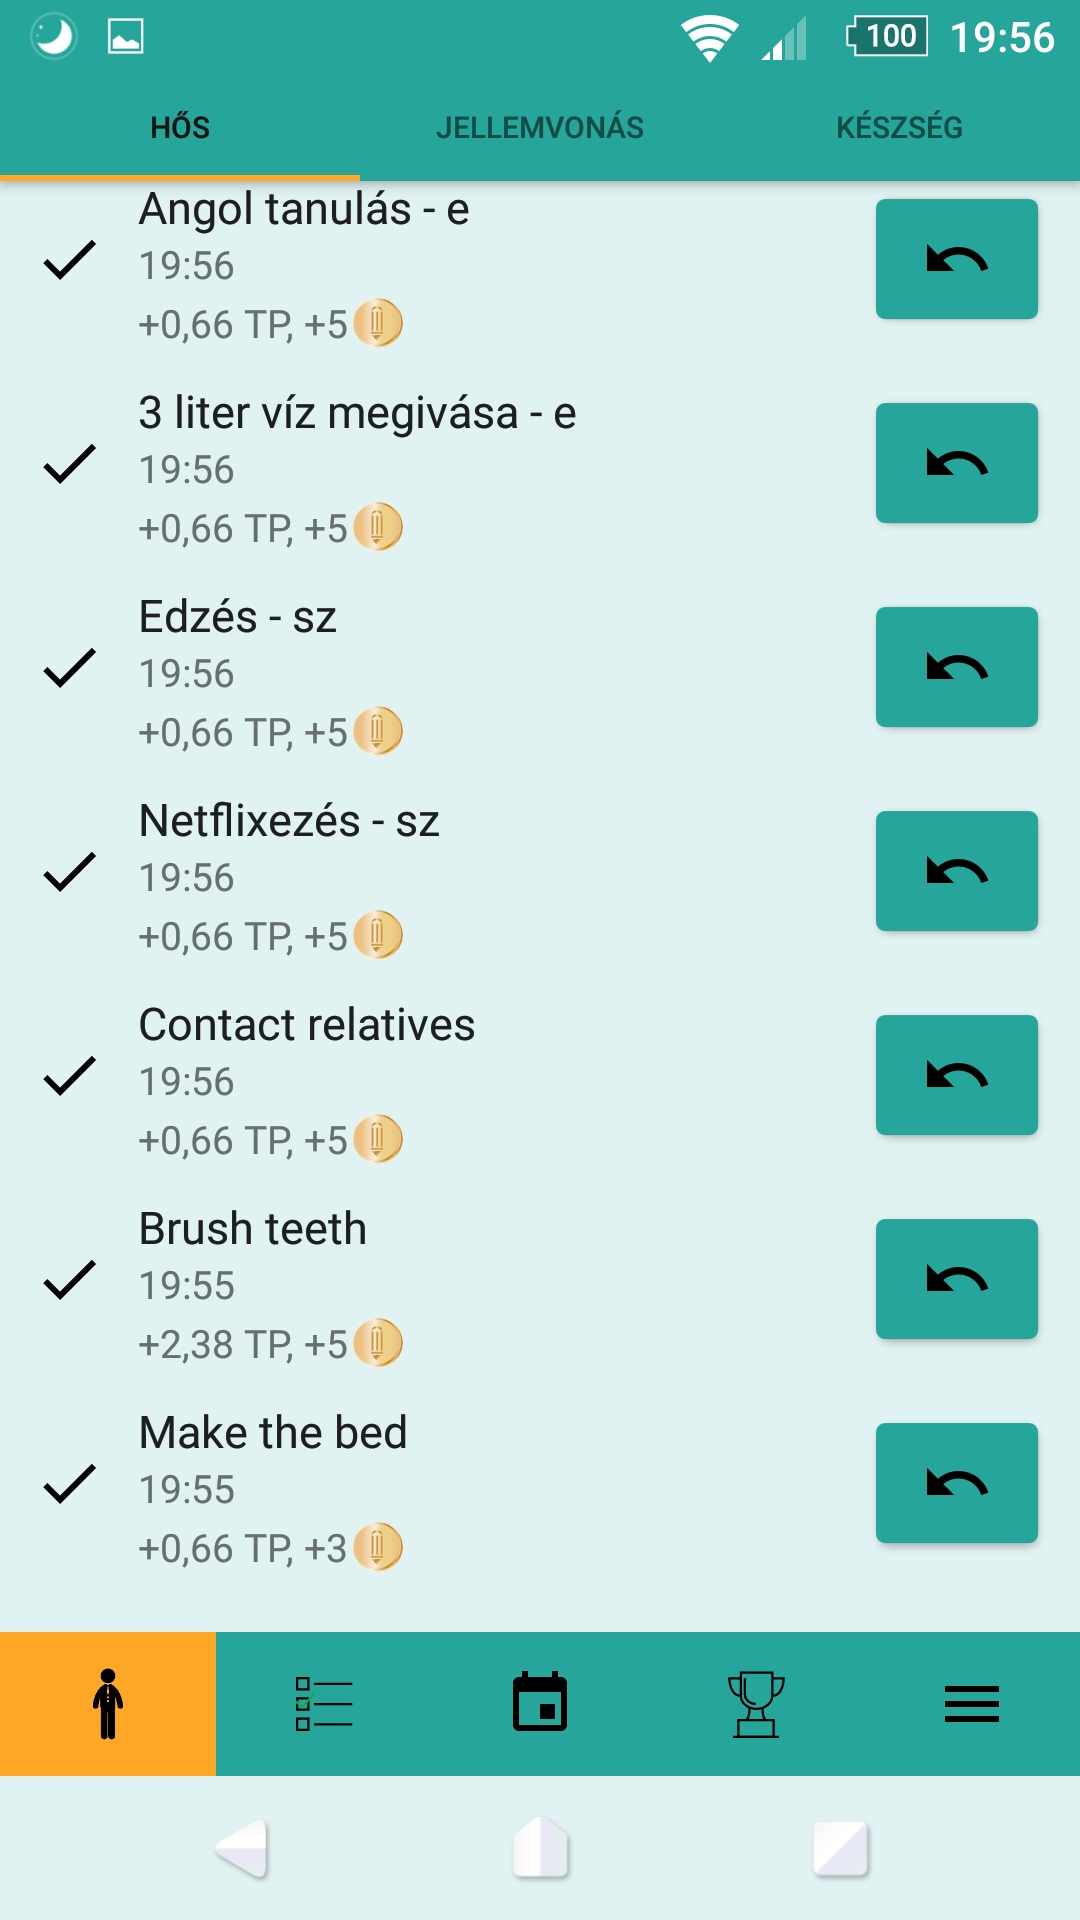 100 19:56
HŐS JELLEMVONÁS KÉSZSÉG
Angol tanulás - e
19:56
+0,66 TP, +5
3 liter víz megivása - e
19:56
+0,66 TP, +5
Edzés - sz
19:56
+0,66 TP, +5
Netflixezés - sz
19:56
+0,66 TP, +5
Contact relatives
19:56
+0,66 TP, +5
Brush teeth
19:55
+2,38 TP, +5
Make the bed
19:55
+0,66 TP, +3